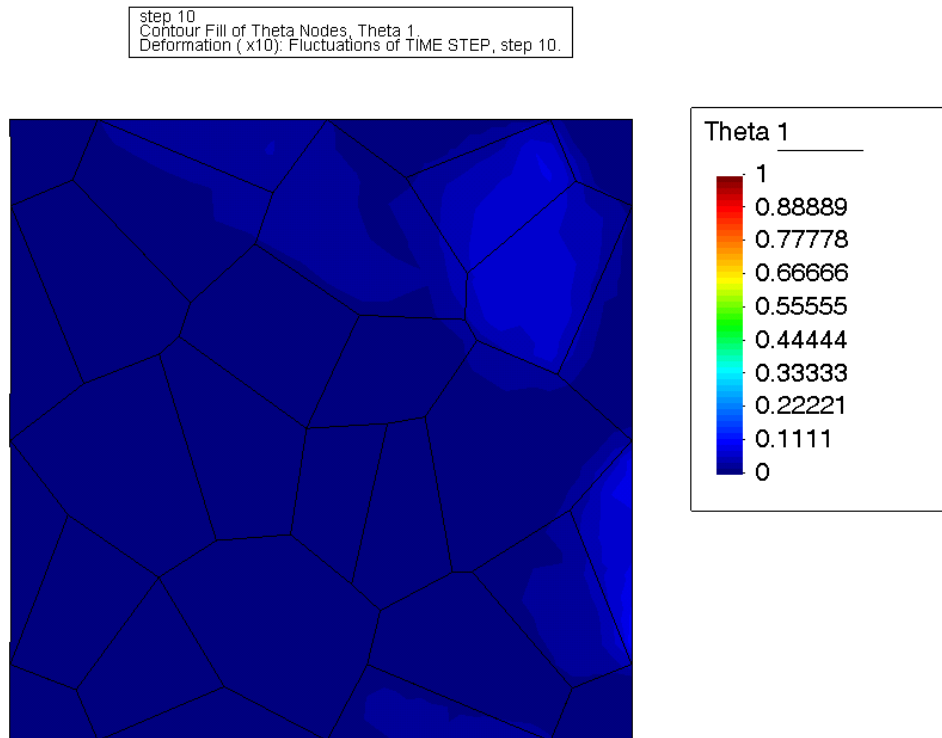 step 10
Contour Fill of Theta Nodes, Theta 1.
Deformation ( x10): Fluctuations of TIME STEP, step 10.
Theta 1
1
0.88889
0.77778
0.66666
0.55555
0.44444
0.33333
0.22221
0.1111
0